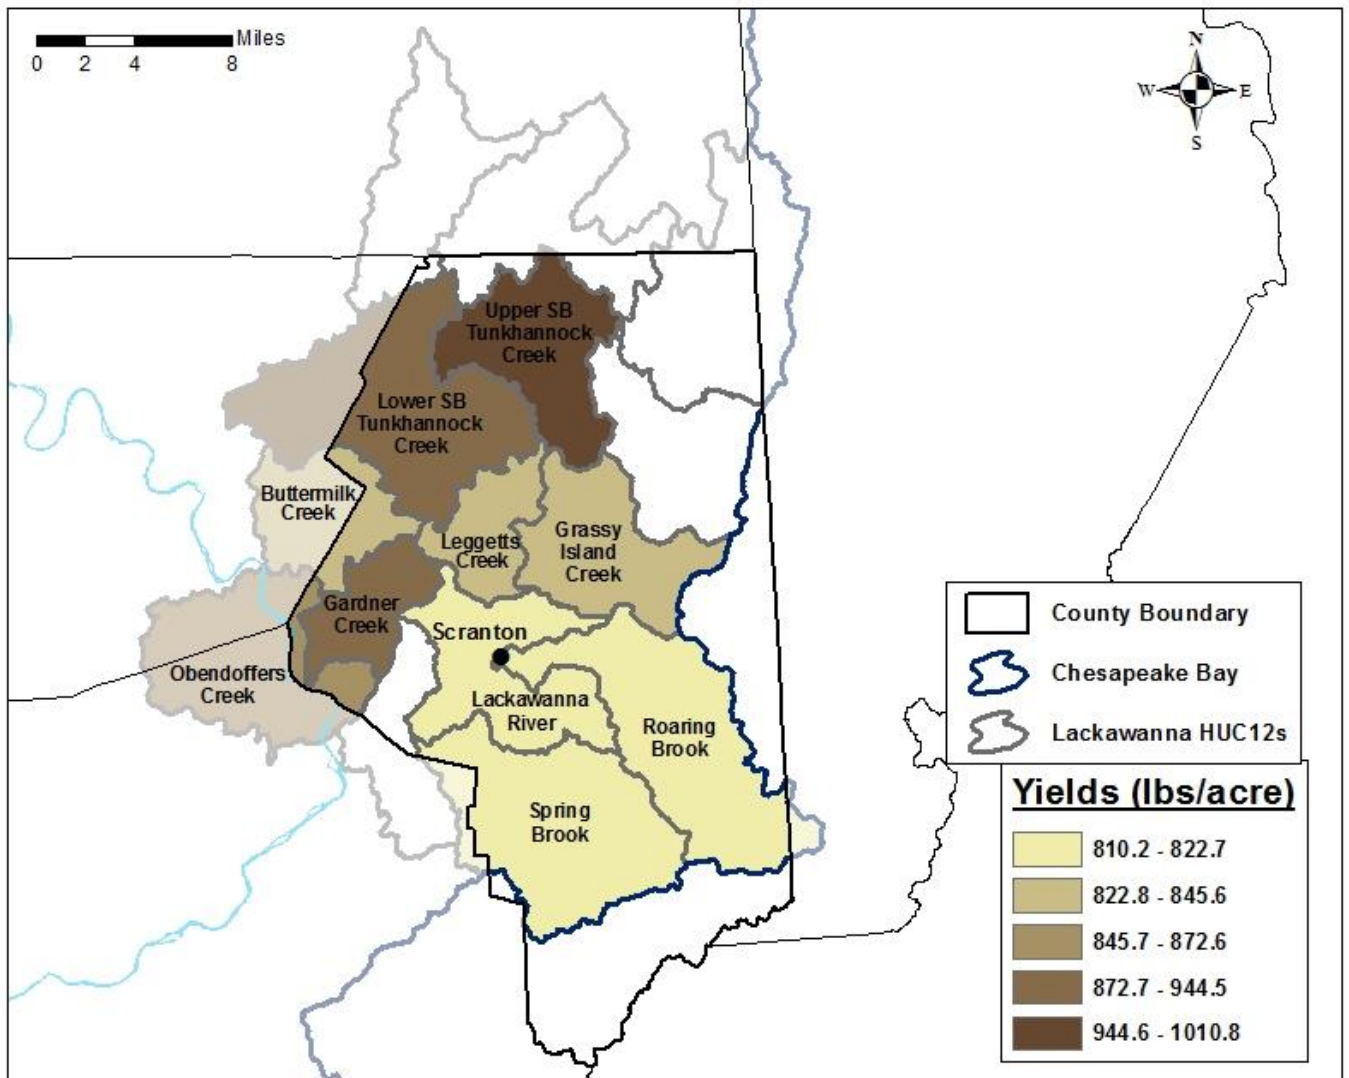 Miles
0 2 4 8
N
W E
S
Upper SB
Tunkhannock
Creek
Lower SB
Tunkhannock
Creek
Buttermilk
Creek
Leggetts
Creek
Grassy
Island
Creek
Gardner
Creek
Scranton
Obendoffers
Creek
Lackawanna
River
Roaring
Brook
Spring
Brook
County Boundary
Chesapeake Bay
Lackawanna HUC12s
Yields (lbs/acre)
810.2 - 822.7
822.8 - 845.6
845.7 - 872.6
872.7 - 944.5
944.6 - 1010.8